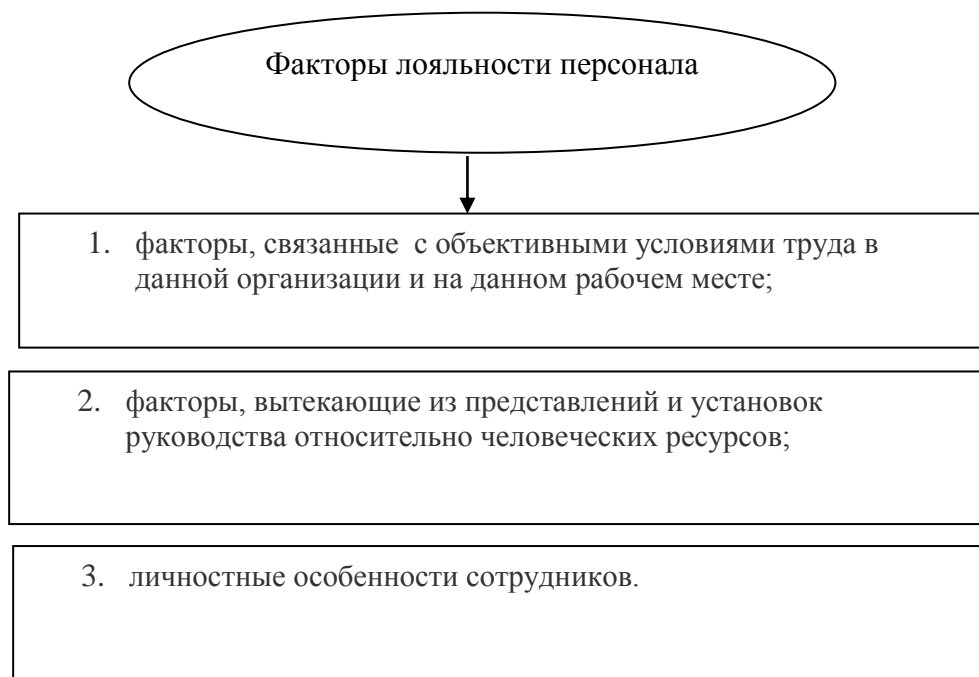 Факторы лояльности персонала
1. факторы, связанные с объективными условиями труда в
данной организации и на данном рабочем месте;
2. факторы, вытекающие из представлений и установок
руководства относительно человеческих ресурсов;
3. личностные особенности сотрудников.